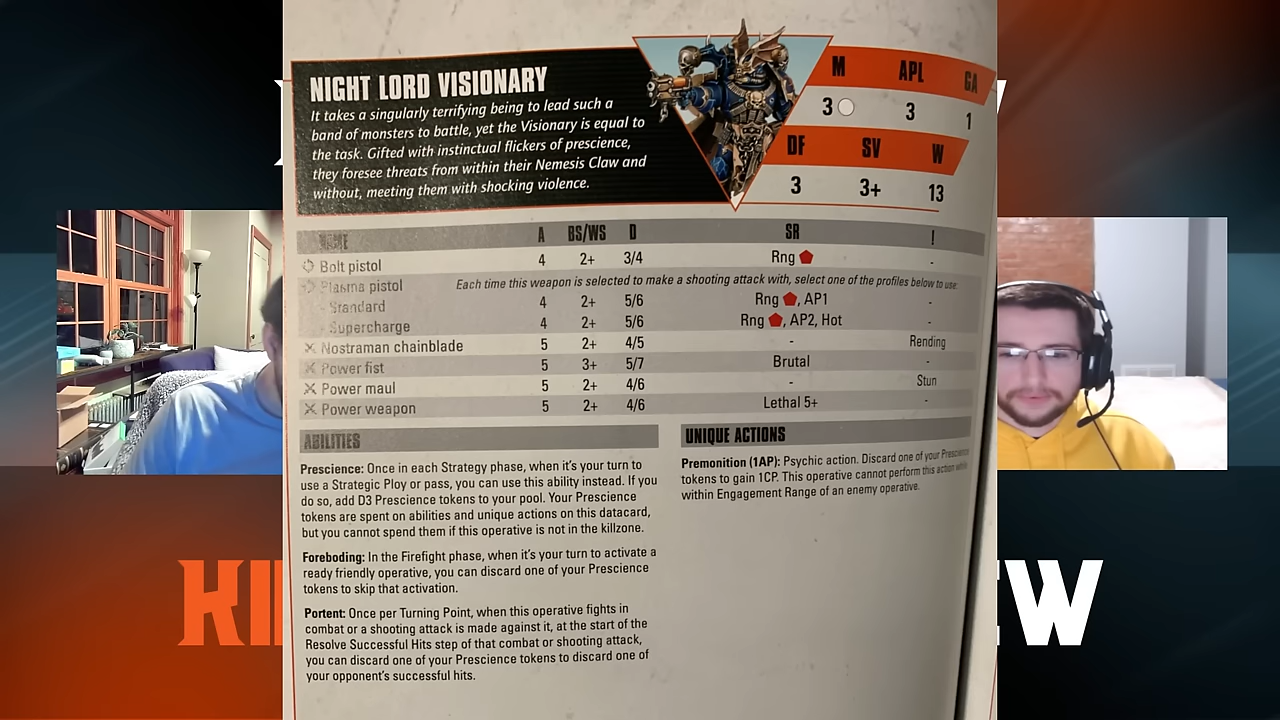 NIGHT LORD VISIONARY
It takes a singularly terrifying being to lead such a
band of monsters to battle, yet the Visionary is equal to
the task. Gifted with instinctual flickers of prescience,
they foresee threats from within their Nemesis Claw and
without, meeting them with shocking violence.
M APL GA
3 3 1
DF SV W
3 3+ 13
NAME A BS/WS D SR !
Bolt pistol 4 2+ 3/4 Rng -
Plasma pistol Each time this weapon is selected to make a shooting attack with, select one of the profiles below to use:
- Standard 4 2+ 5/6 Rng , AP1 -
- Supercharge 4 2+ 5/6 Rng , AP2, Hot -
Nostraman chainblade 5 2+ 4/5 - Rending
Power fist 5 3+ 5/7 Brutal -
Power maul 5 2+ 4/6 - Stun
Power weapon 5 2+ 4/6 Lethal 5+ -
ABILITIES
Prescience: Once in each Strategy phase, when it's your turn to
use a Strategic Ploy or pass, you can use this ability instead. If you
do so, add D3 Prescience tokens to your pool. Your Prescience
tokens are spent on abilities and unique actions on this datacard,
but you cannot spend them if this operative is not in the killzone.
Foreboding: In the Firefight phase, when it's your turn to activate a
ready friendly operative, you can discard one of your Prescience
tokens to skip that activation.
Portent: Once per Turning Point, when this operative fights in
combat or a shooting attack is made against it, at the start of the
Resolve Successful Hits step of that combat or shooting attack,
you can discard one of your Prescience tokens to discard one of
your opponent's successful hits.
UNIQUE ACTIONS
Premonition (1AP): Psychic action. Discard one of your Prescience
tokens to gain 1CP. This operative cannot perform this action while
within Engagement Range of an enemy operative.
KI
EW